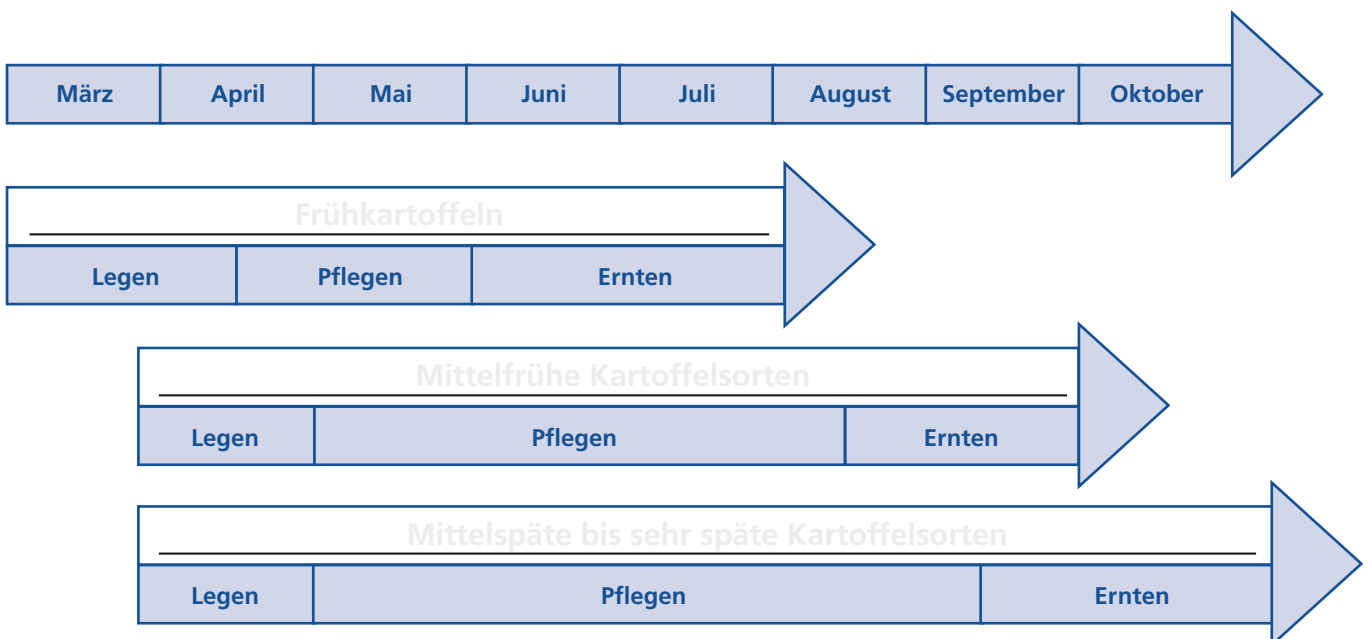 März April Mai Juni Juli August September Oktober
Frühkartoffeln
Legen Pflegen Ernten
Mittelfrühe Kartoffelsorten
Legen Pflegen Ernten
Mittelspäte bis sehr späte Kartoffelsorten
Legen Pflegen Ernten